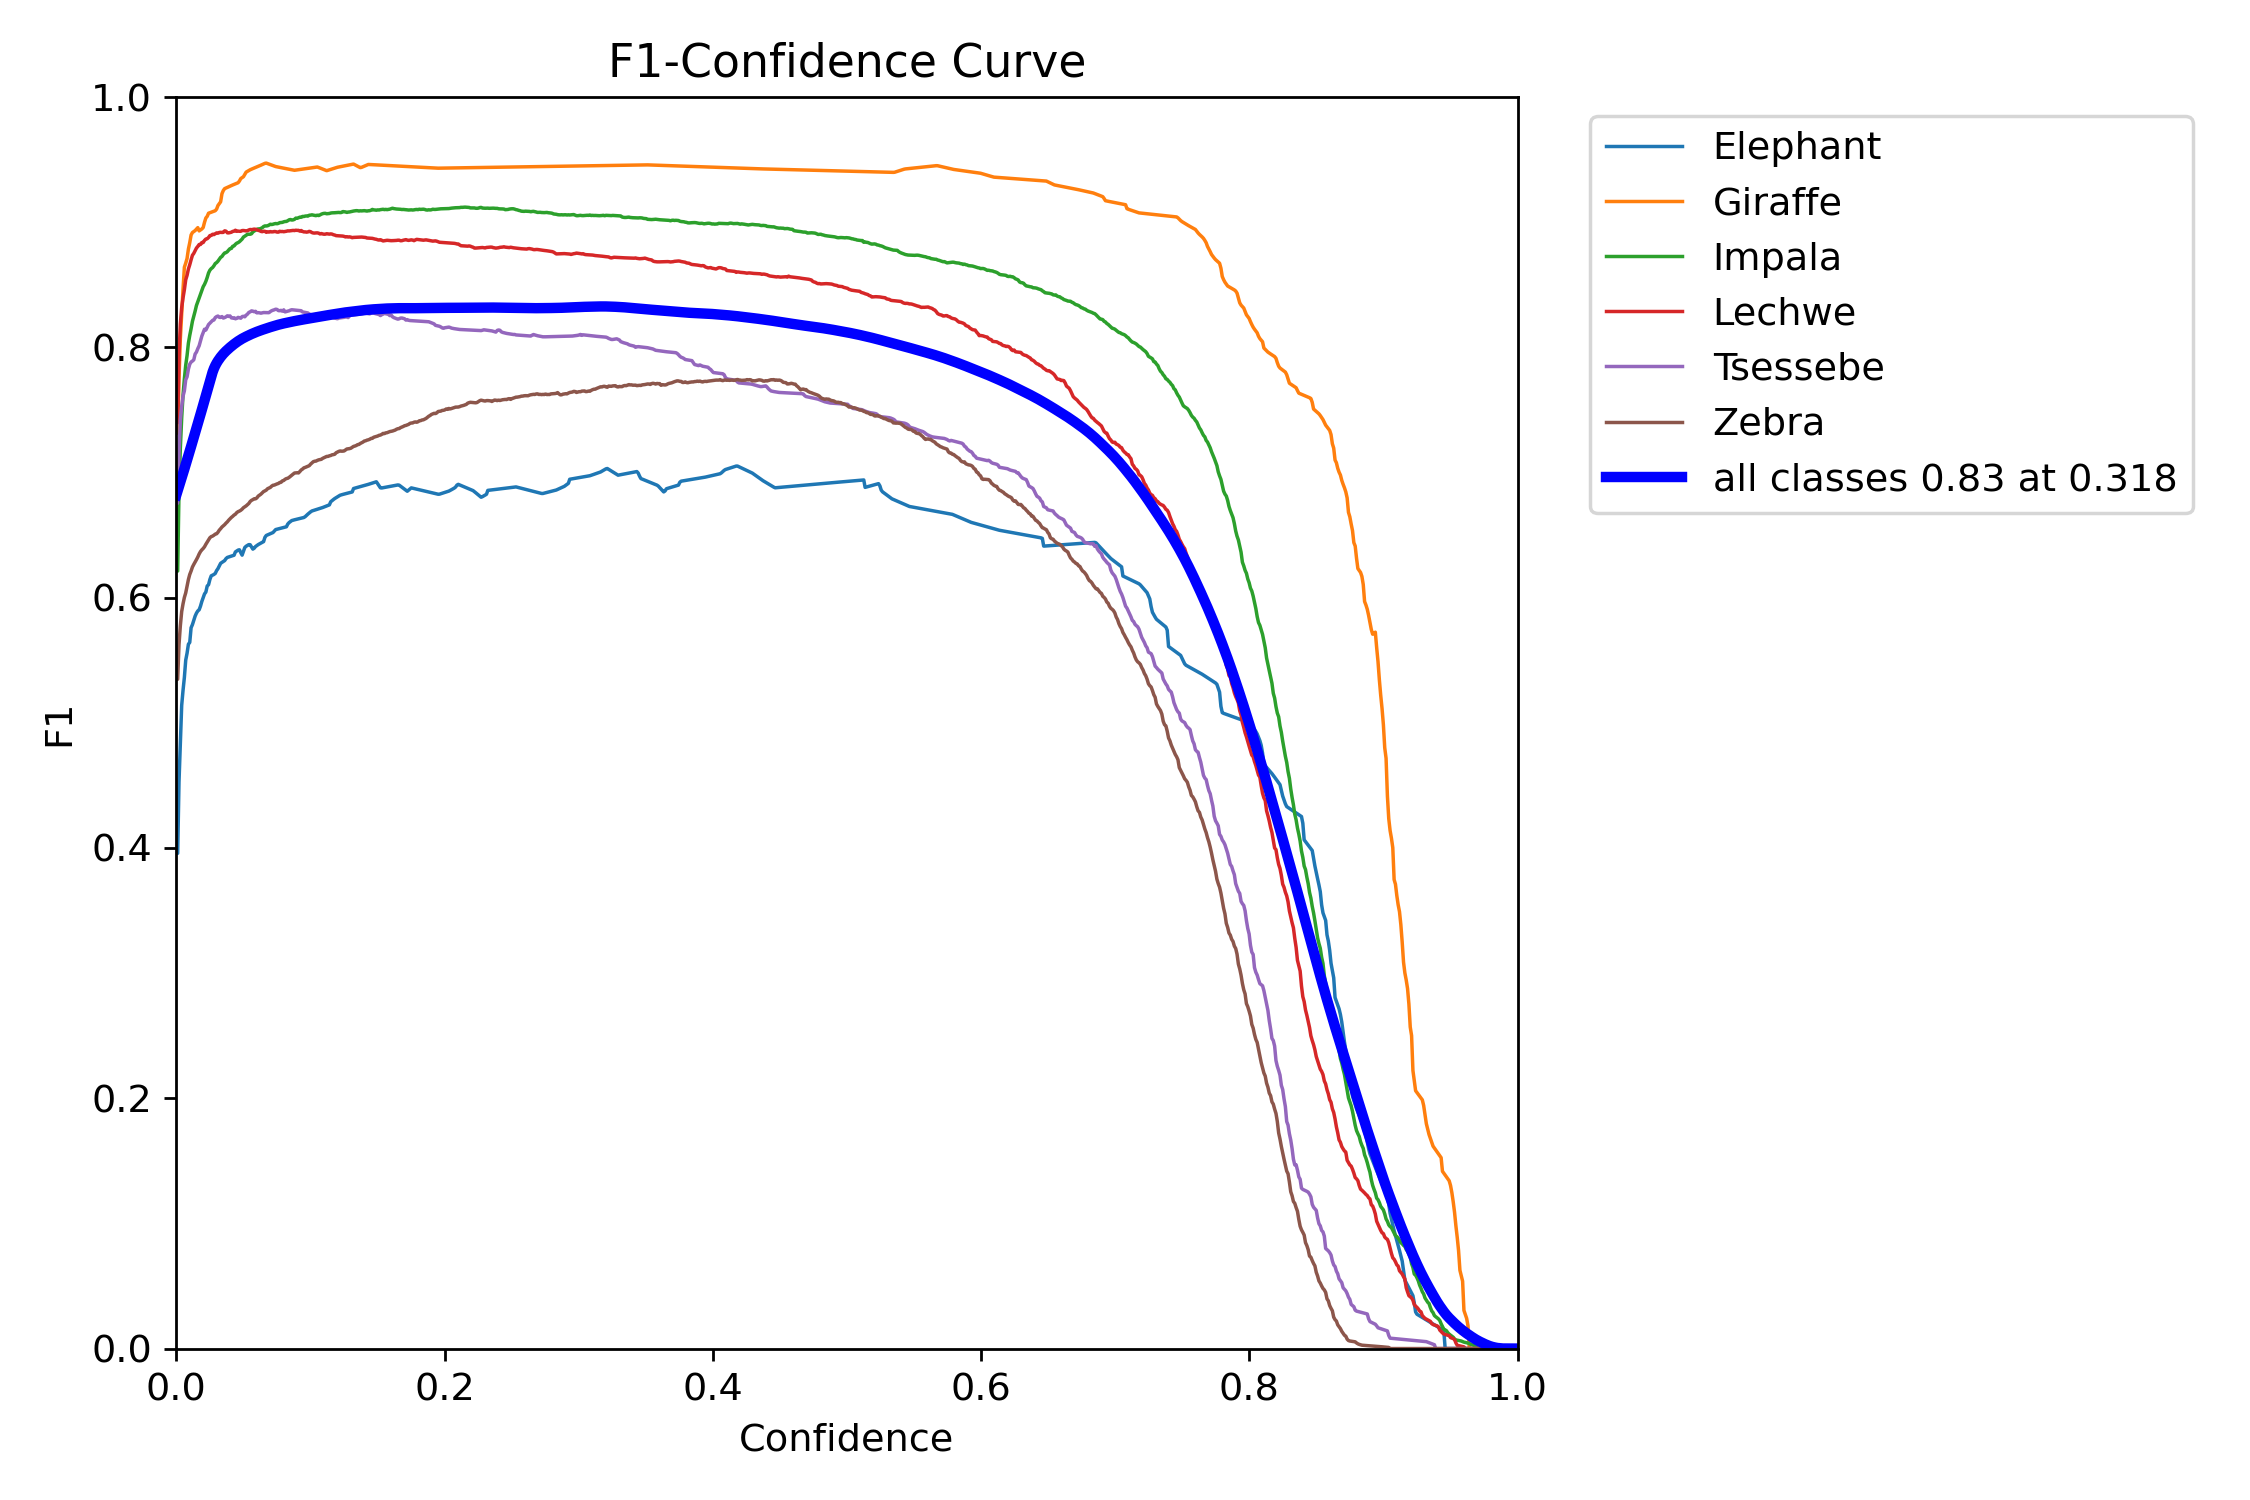 F1-Confidence Curve
1.0
0.8
0.6
0.4
0.2
0.0
F1
0.0 0.2 0.4 0.6 0.8 1.0
Confidence
Elephant
Giraffe
Impala
Lechwe
Tsessebe
Zebra
all classes 0.83 at 0.318